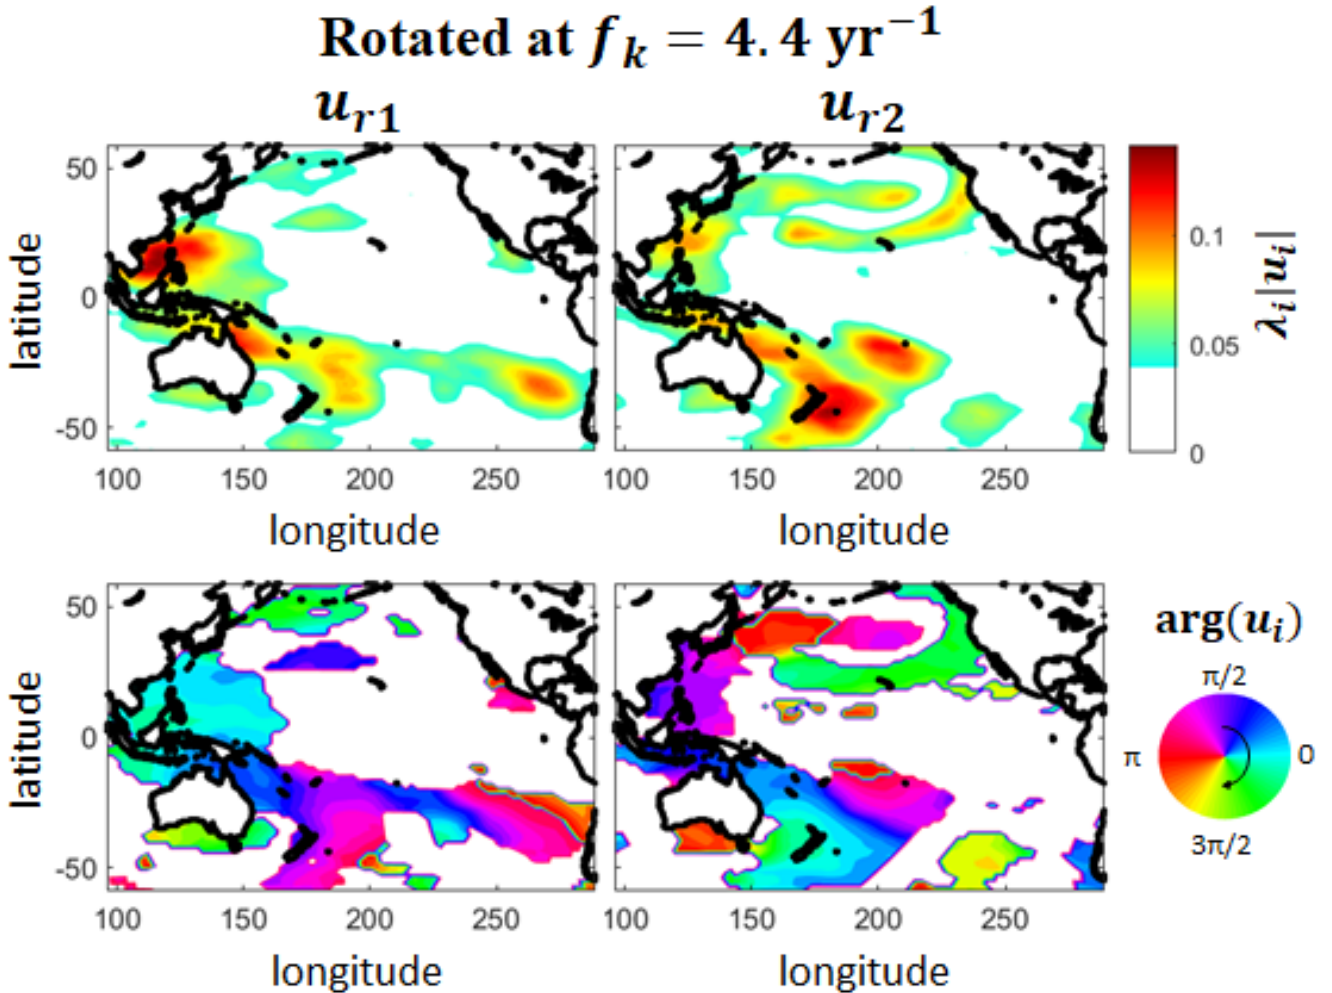 Rotated at f_k = 4.4 yr⁻¹
u_r1
u_r2
latitude
50
0
-50
100 150 200 250
100 150 200 250
longitude
longitude
0.1
0.05
0
λ_i|u_i|
latitude
50
0
-50
100 150 200 250
100 150 200 250
longitude
longitude
arg(u_i)
π/2
π
0
3π/2